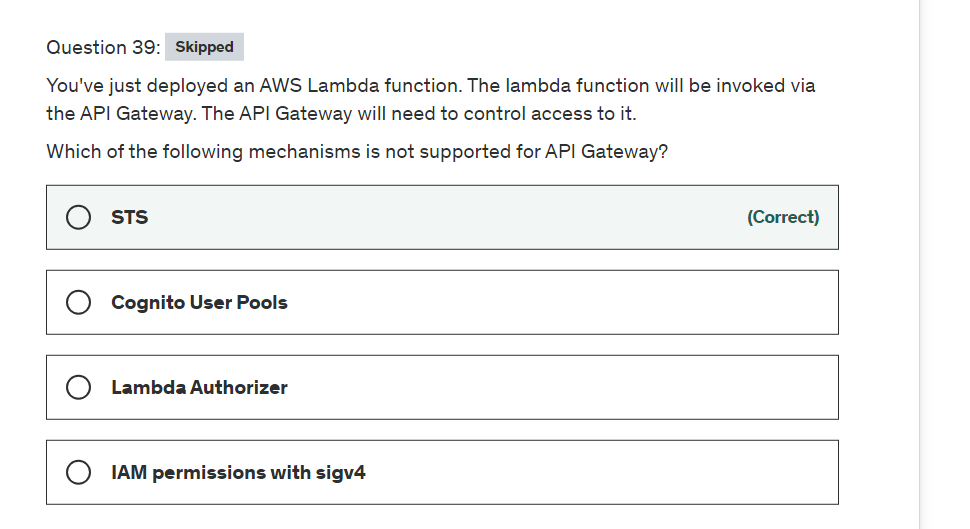 Question 39: Skipped
You've just deployed an AWS Lambda function. The lambda function will be invoked via
the API Gateway. The API Gateway will need to control access to it.
Which of the following mechanisms is not supported for API Gateway?
STS (Correct)
Cognito User Pools
Lambda Authorizer
IAM permissions with sigv4